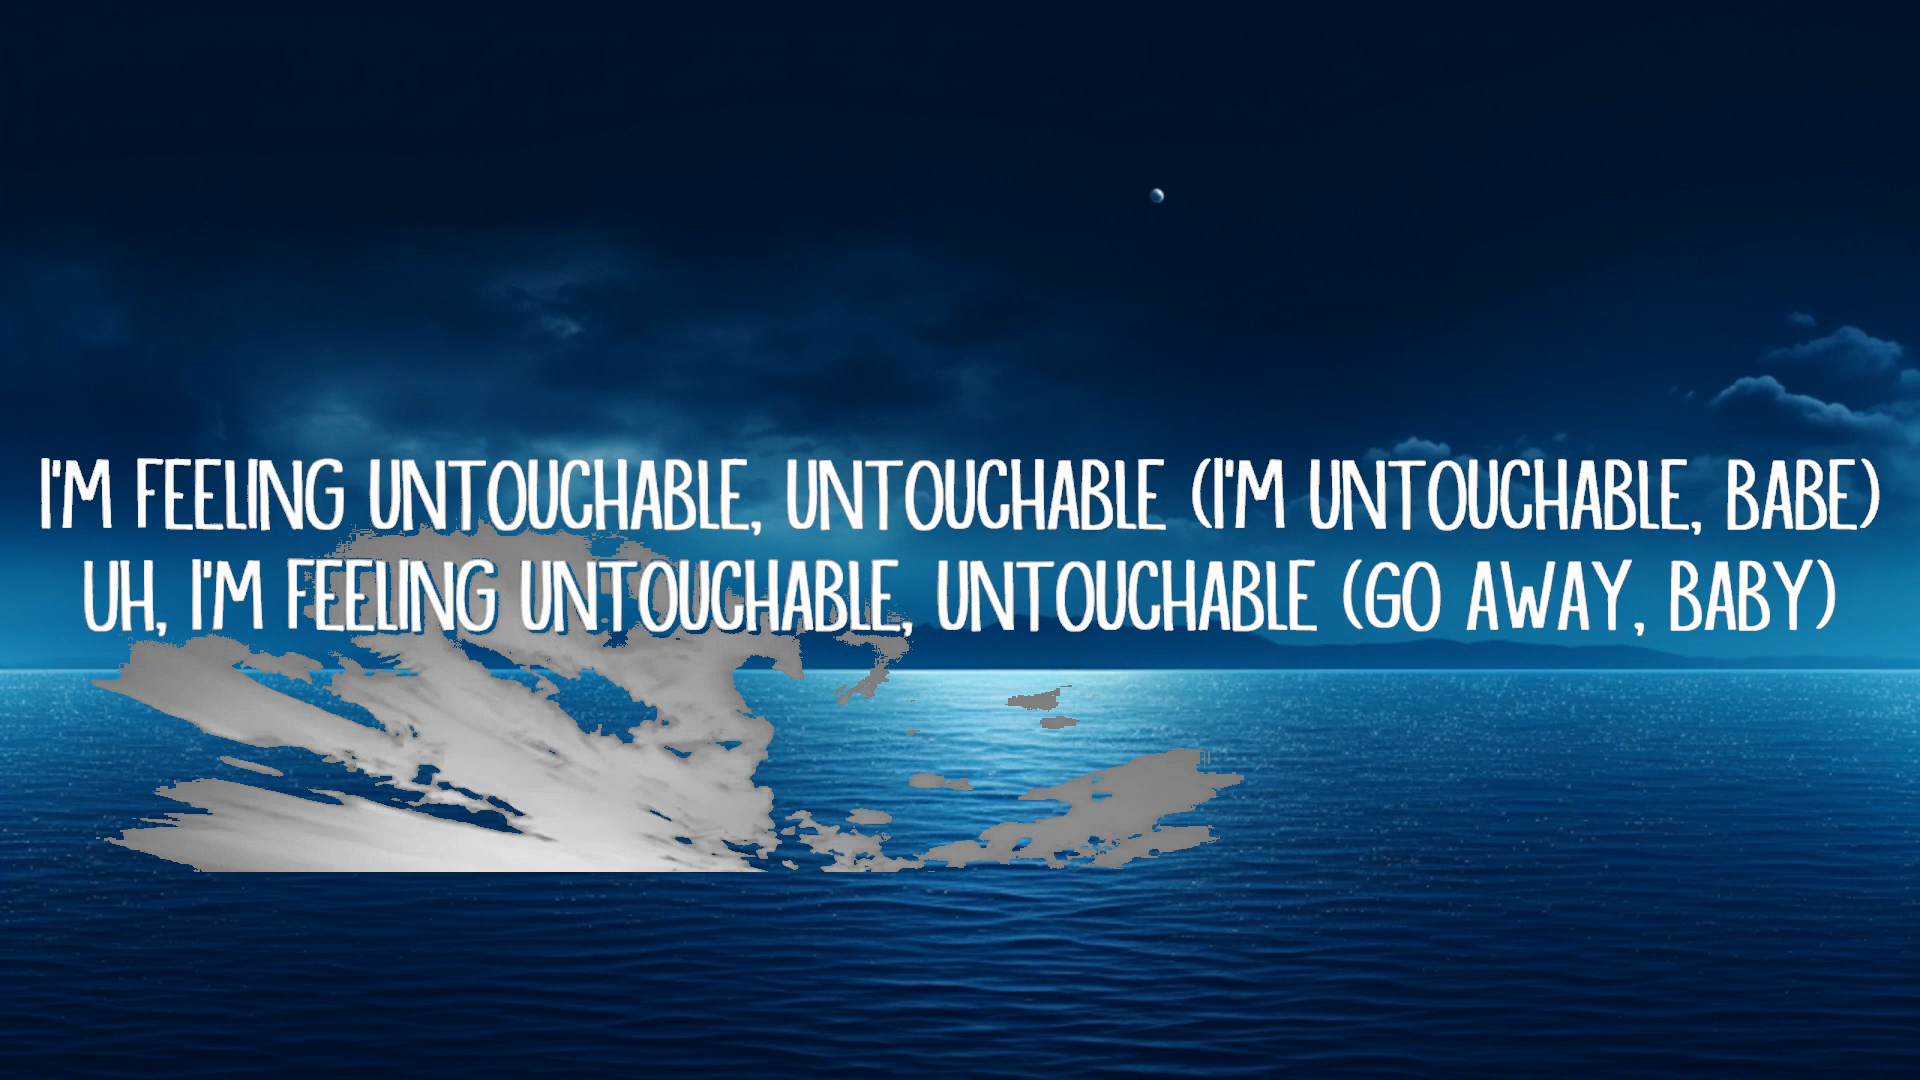 I'M FEELING UNTOUCHABLE, UNTOUCHABLE (I'M UNTOUCHABLE, BABE)
UH, I'M FEELING UNTOUCHABLE, UNTOUCHABLE (GO AWAY, BABY)